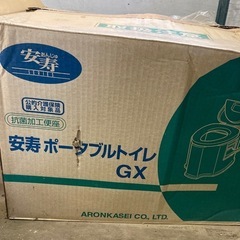 あんじゅ
安寿
公的介護保険
購入対象品
抗菌加工便座
安寿 ポータブルトイレ
GX
ARONKASEI CO., LTD.